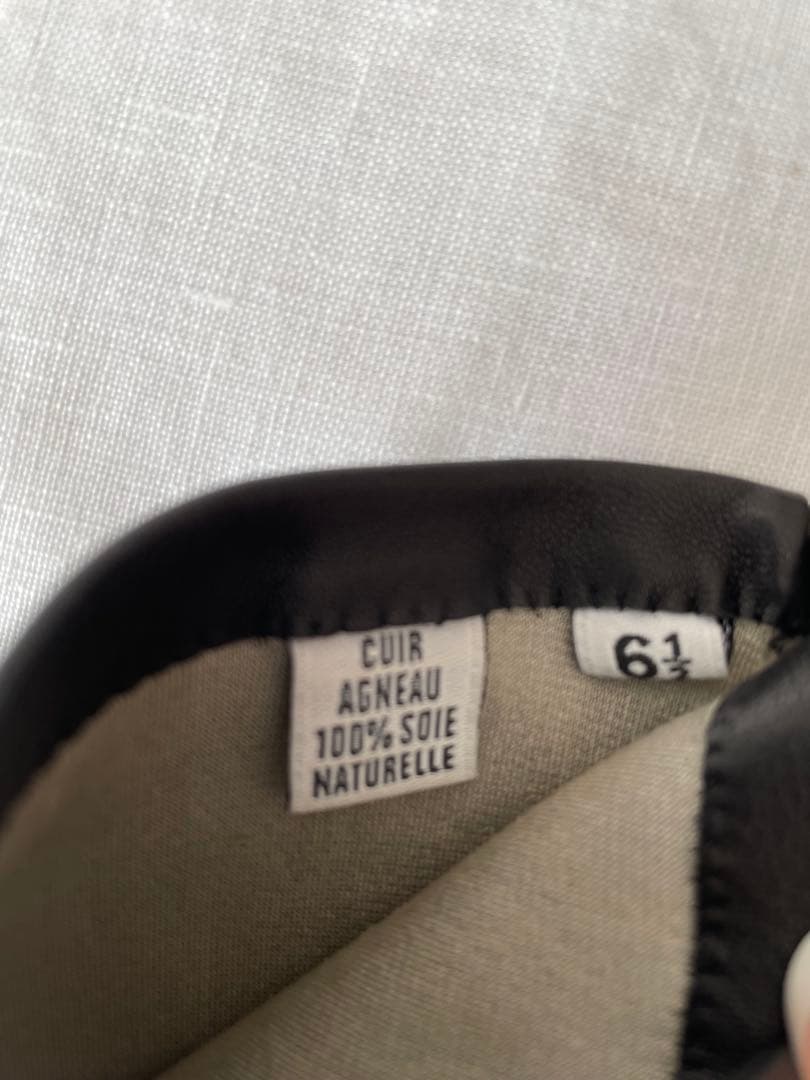 CUIR
AGNEAU
100% SOIE
NATURELLE
6½